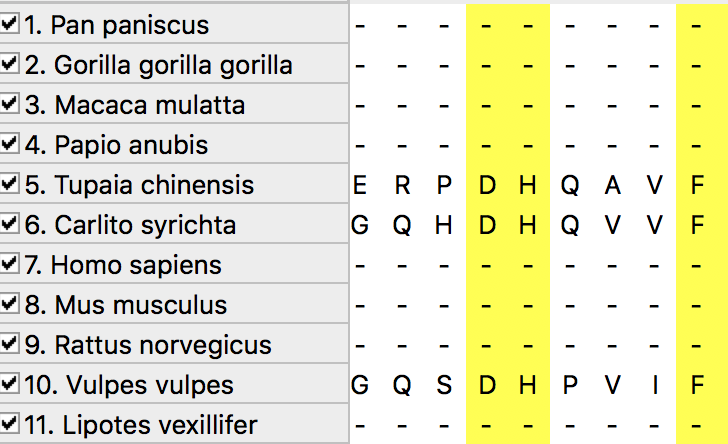 1. Pan paniscus - - - - - - - - -
2. Gorilla gorilla gorilla - - - - - - - - -
3. Macaca mulatta - - - - - - - - -
4. Papio anubis - - - - - - - - -
5. Tupaia chinensis E R P D H Q A V F
6. Carlito syrichta G Q H D H Q V V F
7. Homo sapiens - - - - - - - - -
8. Mus musculus - - - - - - - - -
9. Rattus norvegicus - - - - - - - - -
10. Vulpes vulpes G Q S D H P V I F
11. Lipotes vexillifer - - - - - - - - -